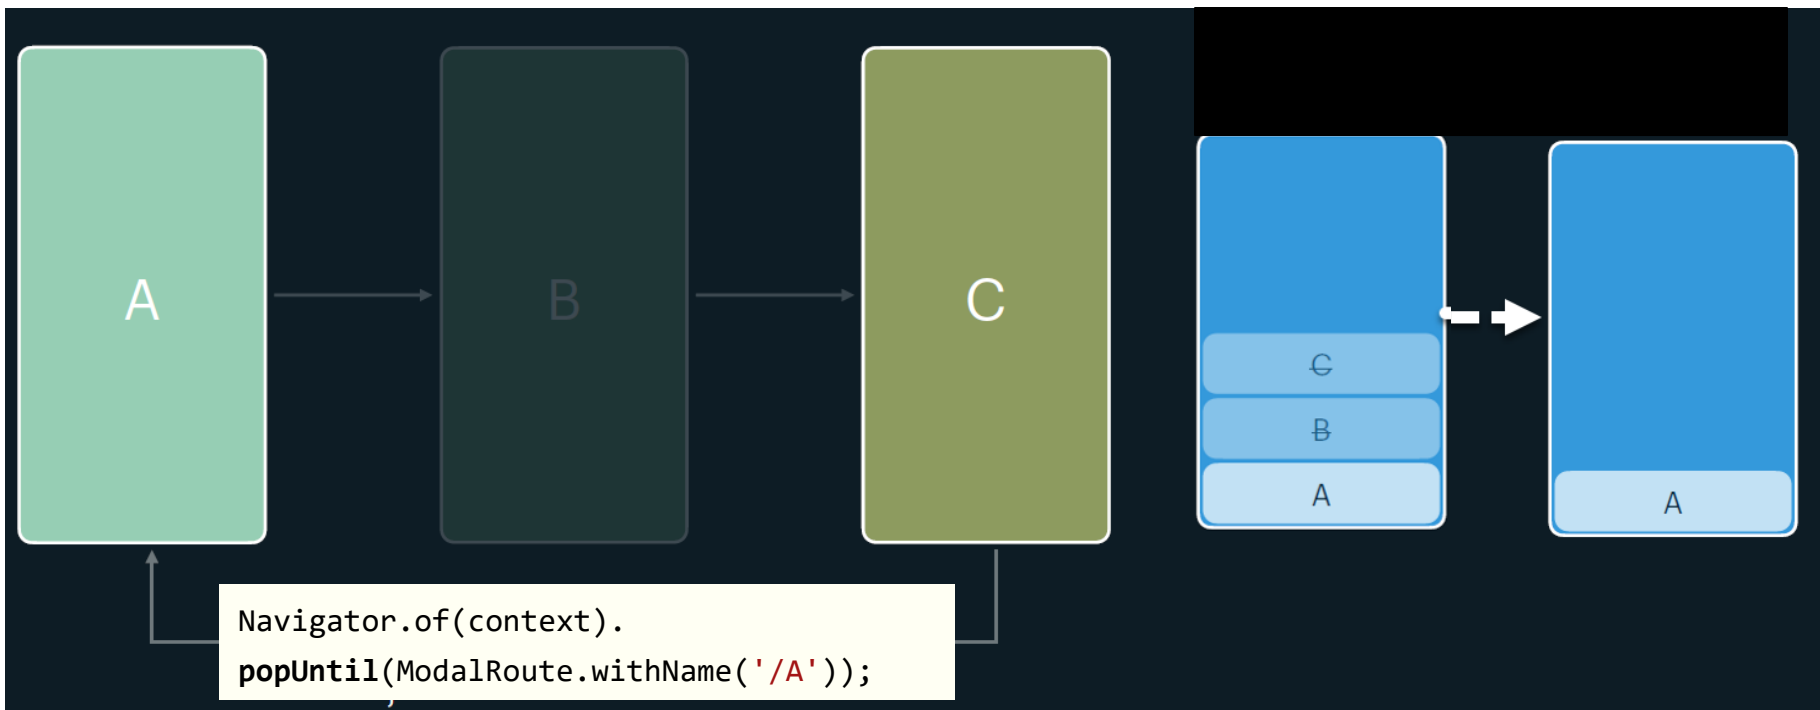 A
B
C
C
B
A
A
Navigator.of(context).
popUntil(ModalRoute.withName('/A'));